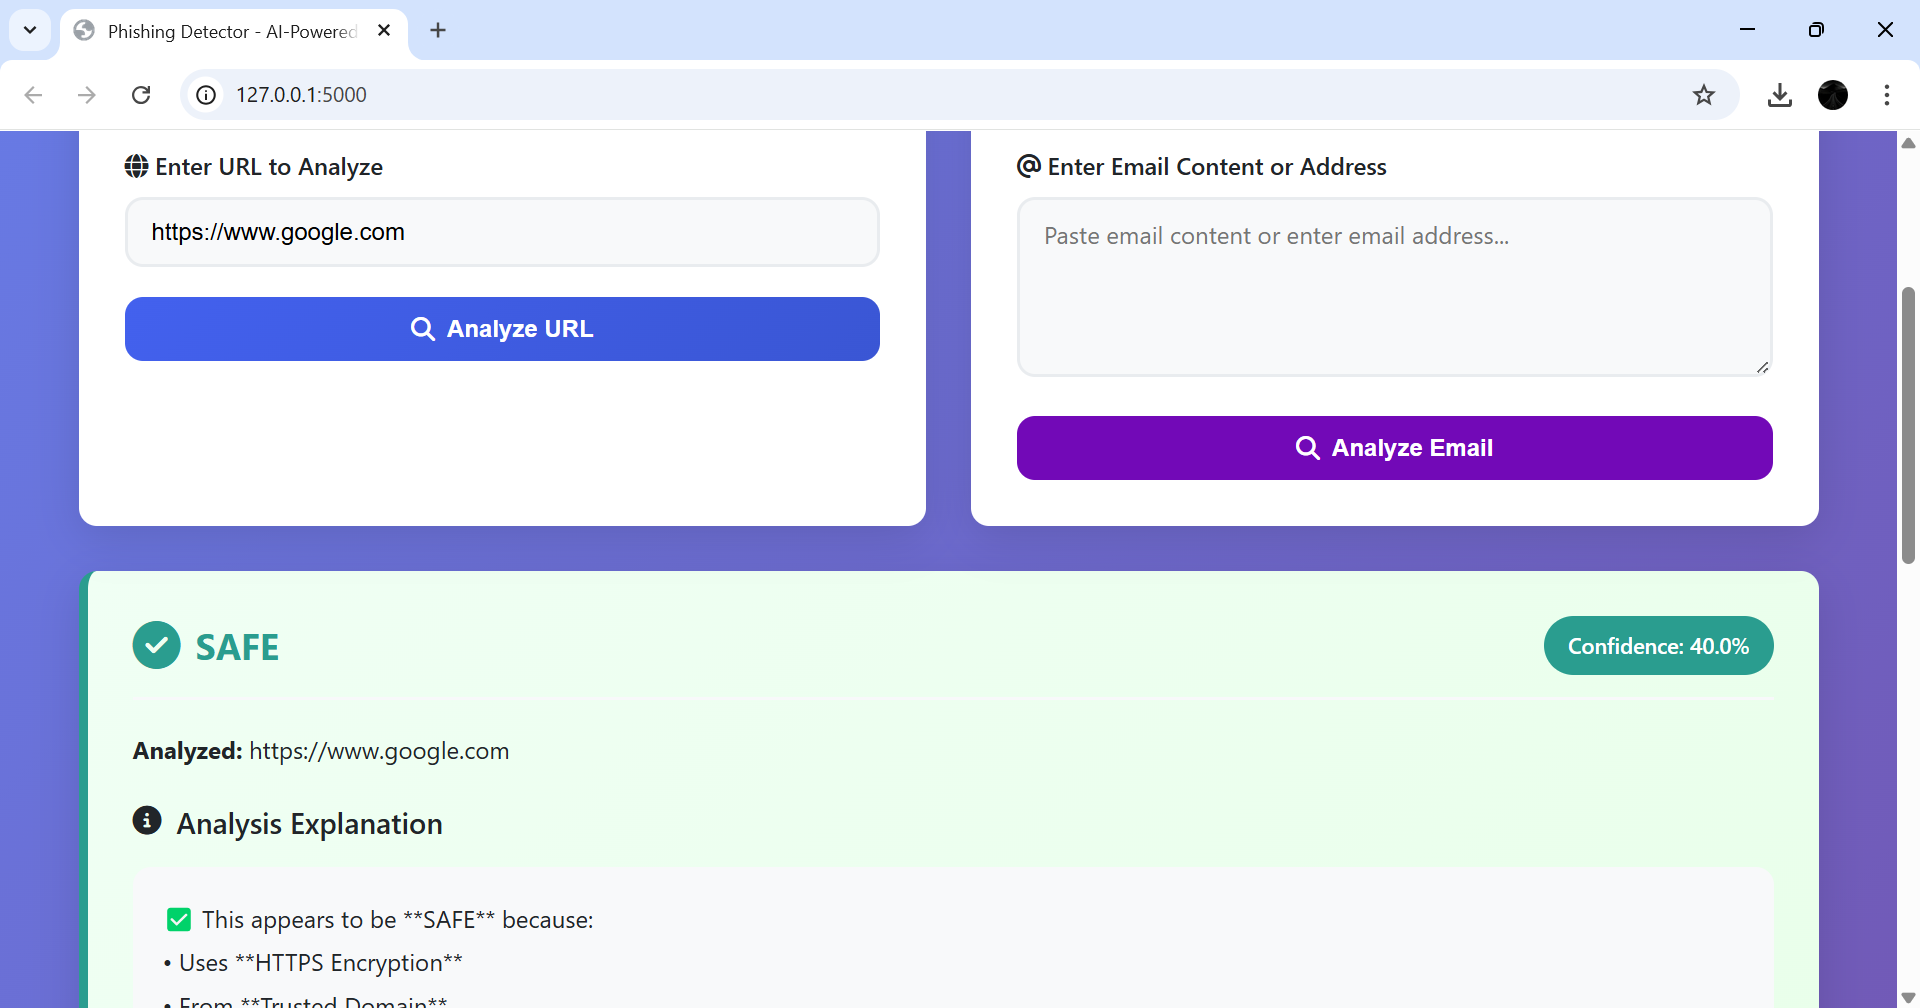 Phishing Detector - AI-Powered
127.0.0.1:5000
Enter URL to Analyze
https://www.google.com
Analyze URL
Enter Email Content or Address
Paste email content or enter email address...
Analyze Email
SAFE
Confidence: 40.0%
Analyzed: https://www.google.com
Analysis Explanation
This appears to be **SAFE** because:
• Uses **HTTPS Encryption**
• From **Trusted Domain**